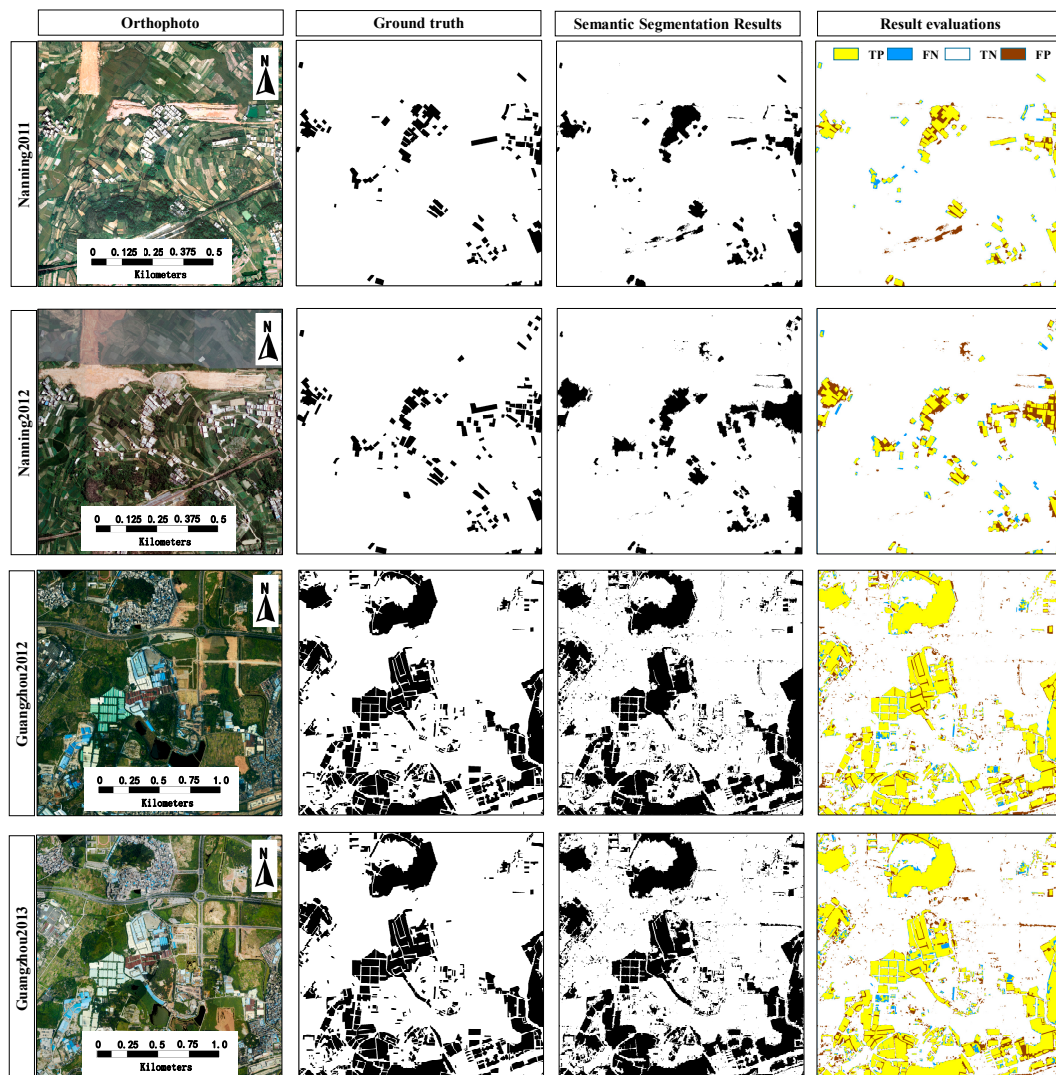 Orthophoto
Ground truth
Semantic Segmentation Results
Result evaluations
Nanning2011
N
0 0.125 0.25 0.375 0.5
Kilometers
TP FN TN FP
Nanning2012
N
0 0.125 0.25 0.375 0.5
Kilometers
Guangzhou2012
N
0 0.25 0.50 0.75 1.0
Kilometers
Guangzhou2013
N
0 0.25 0.50 0.75 1.0
Kilometers